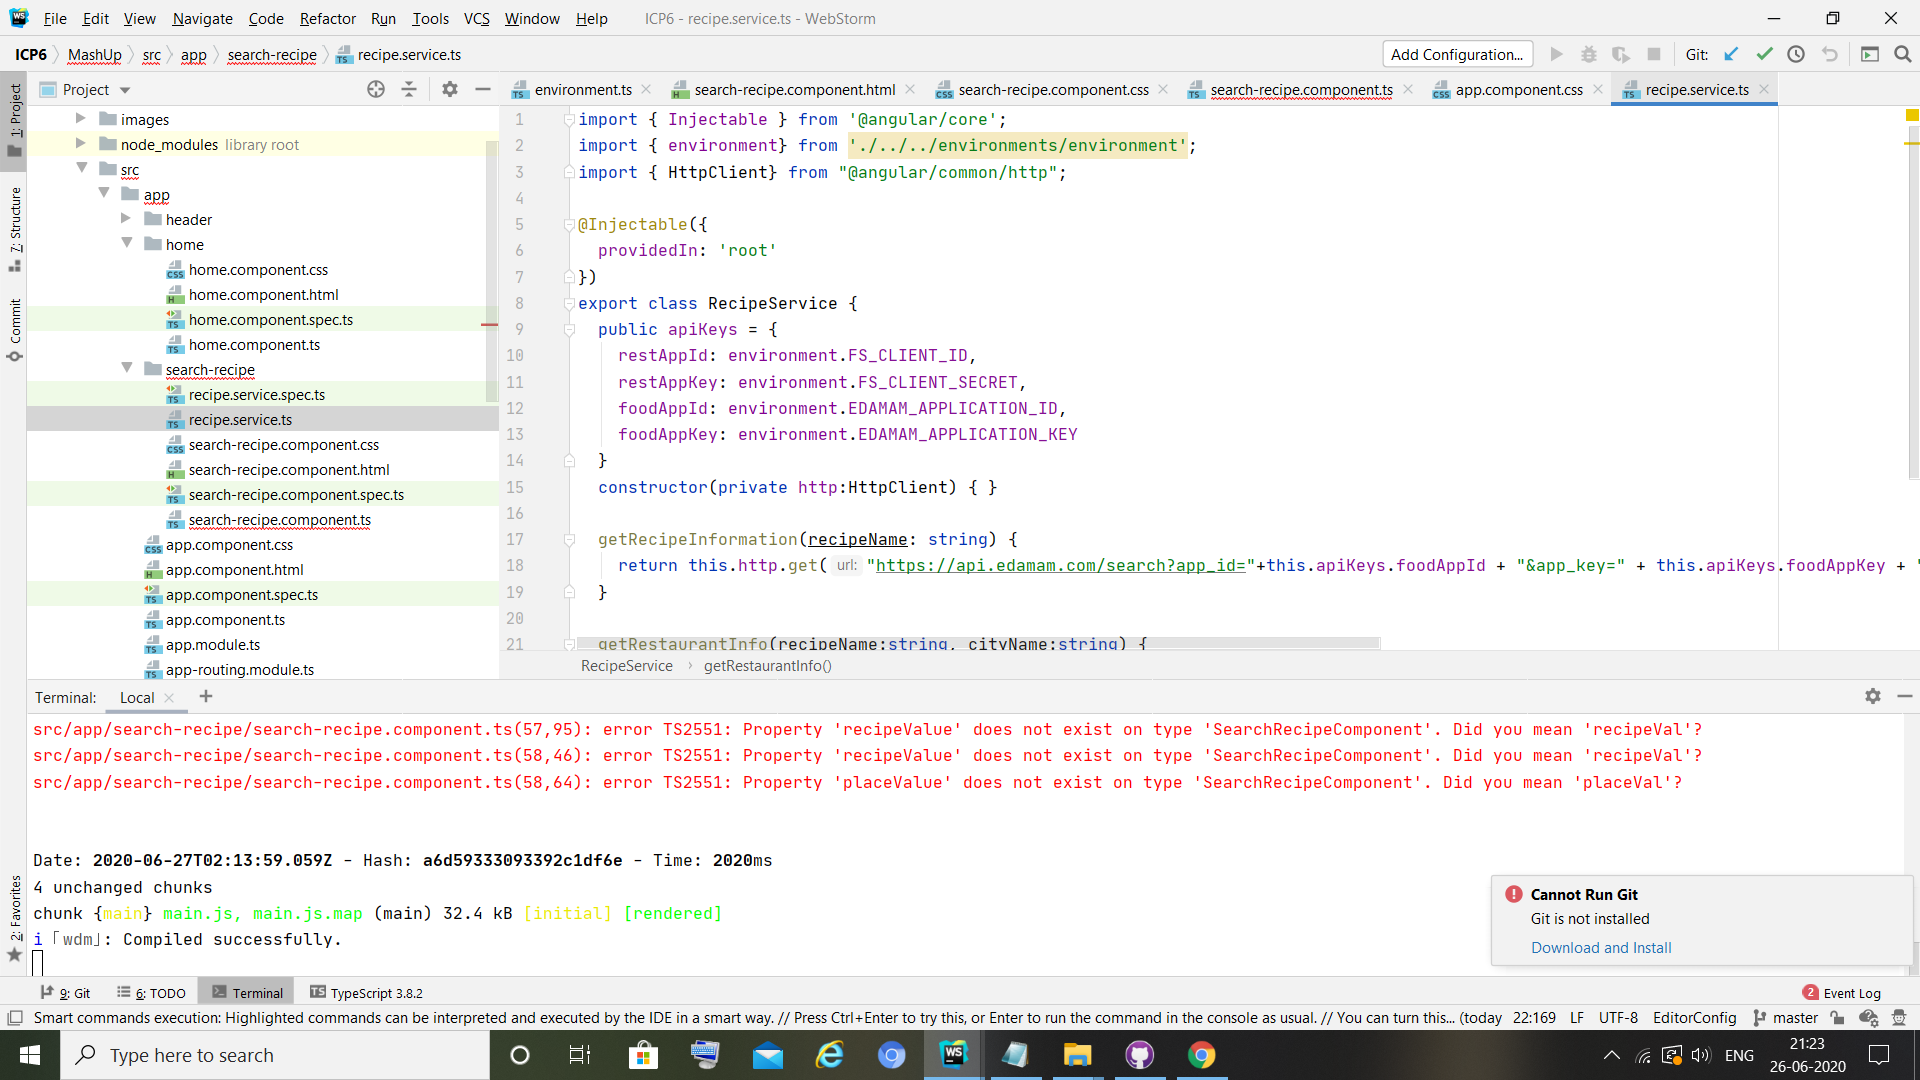 File Edit View Navigate Code Refactor Run Tools VCS Window Help ICP6 - recipe.service.ts - WebStorm
ICP6 MashUp src app search-recipe recipe.service.ts Add Configuration... Git:
1: Project
7: Structure
Commit
2: Favorites
Project
images
node_modules library root
src
app
header
home
home.component.css
home.component.html
home.component.spec.ts
home.component.ts
search-recipe
recipe.service.spec.ts
recipe.service.ts
search-recipe.component.css
search-recipe.component.html
search-recipe.component.spec.ts
search-recipe.component.ts
app.component.css
app.component.html
app.component.spec.ts
app.component.ts
app.module.ts
app-routing.module.ts
environment.ts search-recipe.component.html search-recipe.component.css search-recipe.component.ts app.component.css recipe.service.ts
1 import { Injectable } from '@angular/core';
2 import { environment} from './../../environments/environment';
3 import { HttpClient} from "@angular/common/http";
4
5 @Injectable({
6 providedIn: 'root'
7 })
8 export class RecipeService {
9 public apiKeys = {
10 restAppId: environment.FS_CLIENT_ID,
11 restAppKey: environment.FS_CLIENT_SECRET,
12 foodAppId: environment.EDAMAM_APPLICATION_ID,
13 foodAppKey: environment.EDAMAM_APPLICATION_KEY
14 }
15 constructor(private http:HttpClient) { }
16
17 getRecipeInformation(recipeName: string) {
18 return this.http.get( url: "https://api.edamam.com/search?app_id="+this.apiKeys.foodAppId + "&app_key=" + this.apiKeys.foodAppKey + "
19 }
20
21 getRestaurantInfo(recipeName:string, cityName:string) {
RecipeService › getRestaurantInfo()
Terminal: Local
src/app/search-recipe/search-recipe.component.ts(57,95): error TS2551: Property 'recipeValue' does not exist on type 'SearchRecipeComponent'. Did you mean 'recipeVal'?
src/app/search-recipe/search-recipe.component.ts(58,46): error TS2551: Property 'recipeValue' does not exist on type 'SearchRecipeComponent'. Did you mean 'recipeVal'?
src/app/search-recipe/search-recipe.component.ts(58,64): error TS2551: Property 'placeValue' does not exist on type 'SearchRecipeComponent'. Did you mean 'placeVal'?
Date: 2020-06-27T02:13:59.059Z - Hash: a6d59333093392c1df6e - Time: 2020ms
4 unchanged chunks
chunk {main} main.js, main.js.map (main) 32.4 kB [initial] [rendered]
i ｢wdm｣: Compiled successfully.
Cannot Run Git
Git is not installed
Download and Install
9: Git 6: TODO Terminal TypeScript 3.8.2 2 Event Log
Smart commands execution: Highlighted commands can be interpreted and executed by the IDE in a smart way. // Press Ctrl+Enter to try this, or Enter to run the command in the console as usual. // You can turn this... (today 22:169 LF UTF-8 EditorConfig master
Type here to search ENG 21:23
26-06-2020